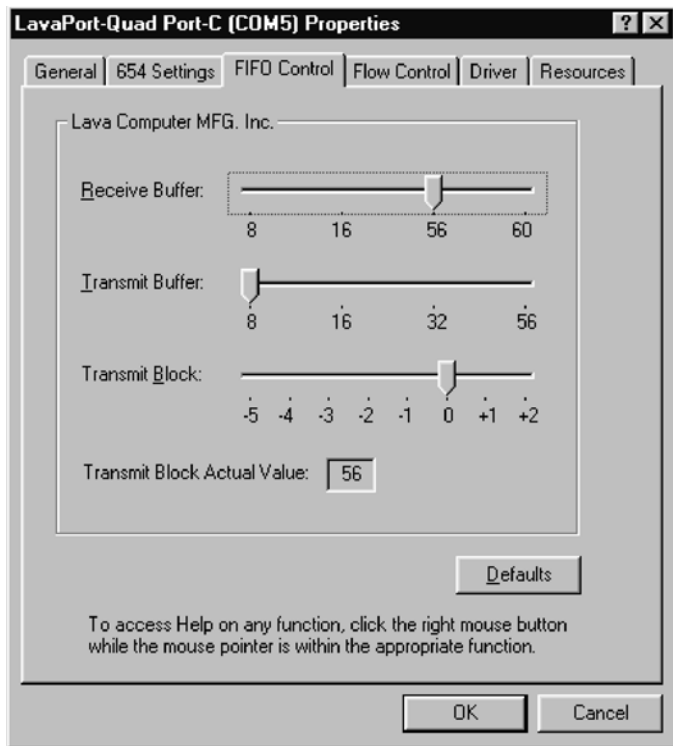 LavaPort-Quad Port-C (COM5) Properties
General 654 Settings FIFO Control Flow Control Driver Resources
Lava Computer MFG. Inc.
Receive Buffer:
8 16 56 60
Transmit Buffer:
8 16 32 56
Transmit Block:
-5 -4 -3 -2 -1 0 +1 +2
Transmit Block Actual Value: 56
Defaults
To access Help on any function, click the right mouse button
while the mouse pointer is within the appropriate function.
OK Cancel